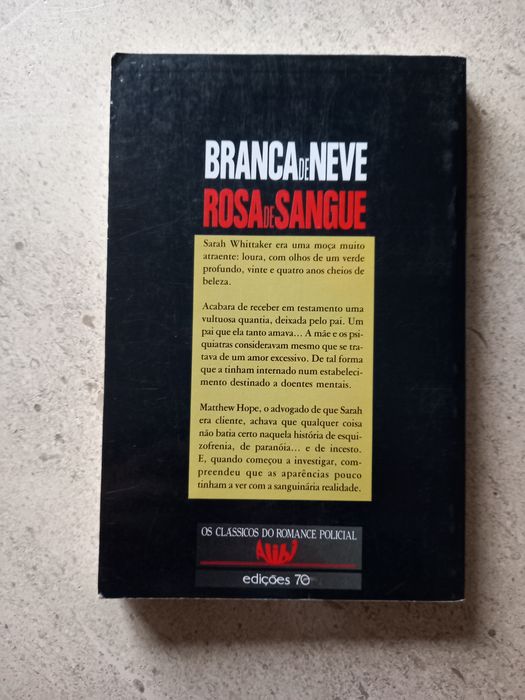 BRANCA DE NEVE
ROSA DE SANGUE
Sarah Whittaker era uma moça muito
atraente: loura, com olhos de um verde
profundo, vinte e quatro anos cheios de
beleza.
Acabara de receber em testamento uma
vultuosa quantia, deixada pelo pai. Um
pai que ela tanto amava... A mãe e os psi-
quiatras consideravam mesmo que se tra-
tava de um amor excessivo. De tal forma
que a tinham internado num estabeleci-
mento destinado a doentes mentais.
Matthew Hope, o advogado de que Sarah
era cliente, achava que qualquer coisa
não batia certo naquela história de esqui-
zofrenia, de paranóia... e de incesto.
E, quando começou a investigar, com-
preendeu que as aparências pouco
tinham a ver com a sanguinária realidade.
OS CLÁSSICOS DO ROMANCE POLICIAL
Alibi
edições 70